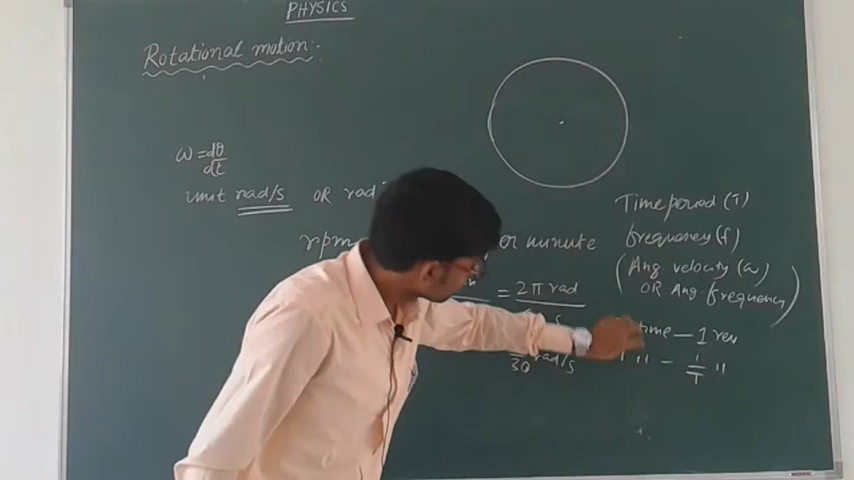 PHYSICS
Rotational motion:-
ω = dθ/dt
unit rad/s OR rad
rpm or minute
= 2π rad
30 rad/s
Time period (T)
frequency (f)
(Ang. velocity (ω)
OR Ang. frequency)
time — 1 rev
" — 1/T "